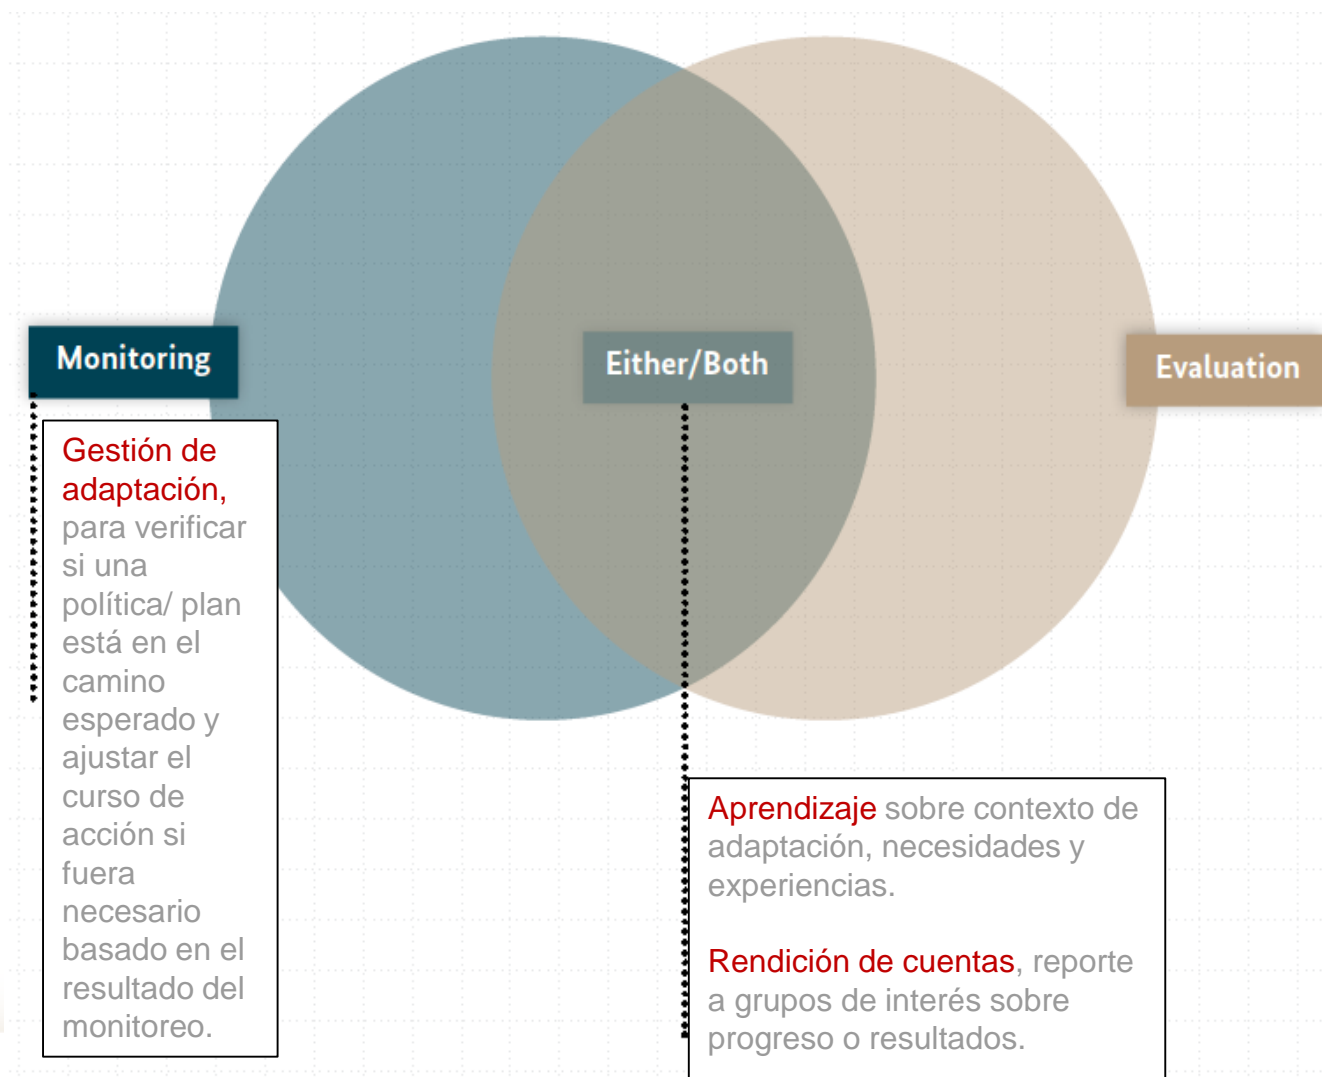 Monitoring
Either/Both
Evaluation
Gestión de
adaptación,
para verificar
si una
política/ plan
está en el
camino
esperado y
ajustar el
curso de
acción si
fuera
necesario
basado en el
resultado del
monitoreo.
Aprendizaje sobre contexto de
adaptación, necesidades y
experiencias.
Rendición de cuentas, reporte
a grupos de interés sobre
progreso o resultados.